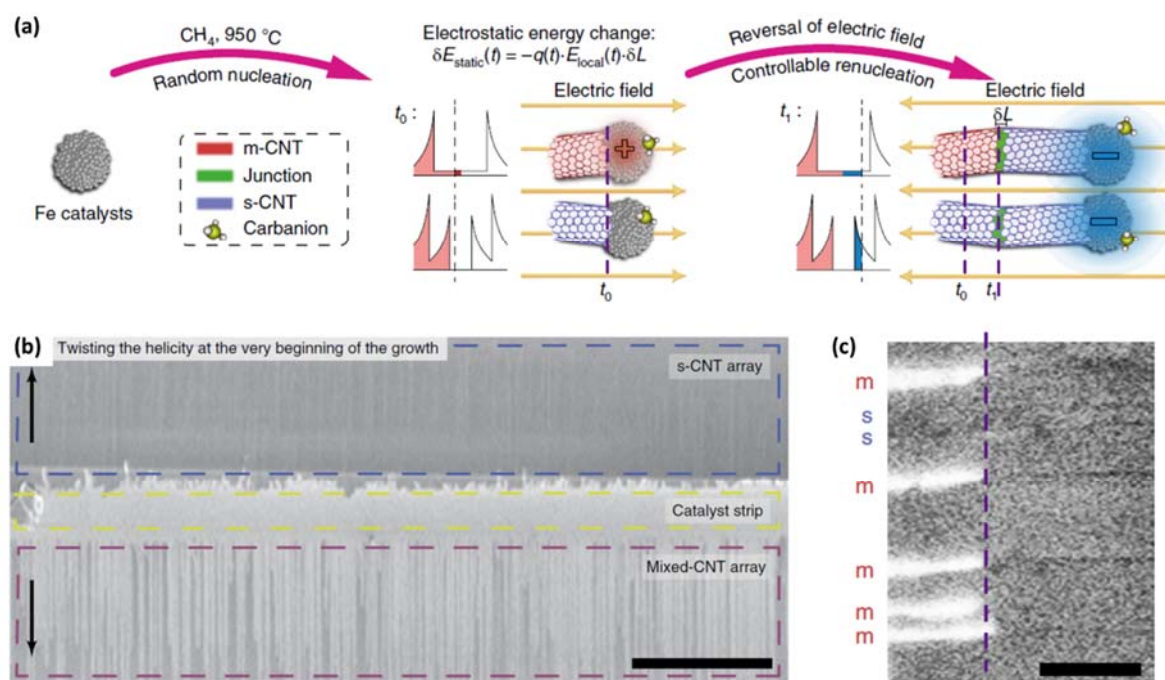 (a)
CH₄, 950 °C
Random nucleation
Electrostatic energy change:
δE_static(t) = −q(t)·E_local(t)·δL
Reversal of electric field
Controllable renucleation
Fe catalysts
m-CNT
Junction
s-CNT
Carbanion
t₀ :
Electric field
t₀
t₁ :
Electric field
δL
t₀ t₁
(b)
Twisting the helicity at the very beginning of the growth
s-CNT array
Catalyst strip
Mixed-CNT array
(c)
m
s
s
m
m
m
m